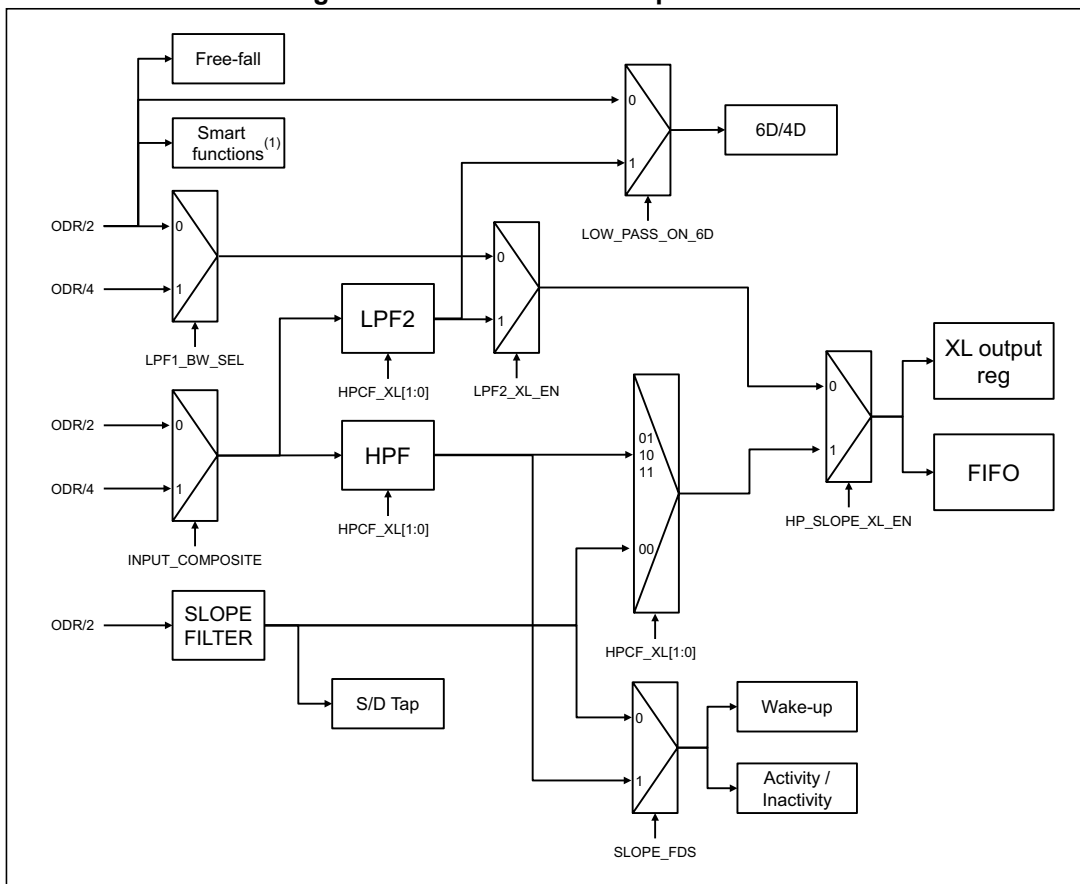 Free-fall
Smart
functions(1)
0
1
6D/4D
LOW_PASS_ON_6D
ODR/2
ODR/4
0
1
LPF1_BW_SEL
LPF2
HPCF_XL[1:0]
0
1
LPF2_XL_EN
XL output
reg
FIFO
0
1
HP_SLOPE_XL_EN
ODR/2
ODR/4
0
1
INPUT_COMPOSITE
HPF
HPCF_XL[1:0]
01
10
11
00
HPCF_XL[1:0]
ODR/2
SLOPE
FILTER
S/D Tap
0
1
SLOPE_FDS
Wake-up
Activity /
Inactivity